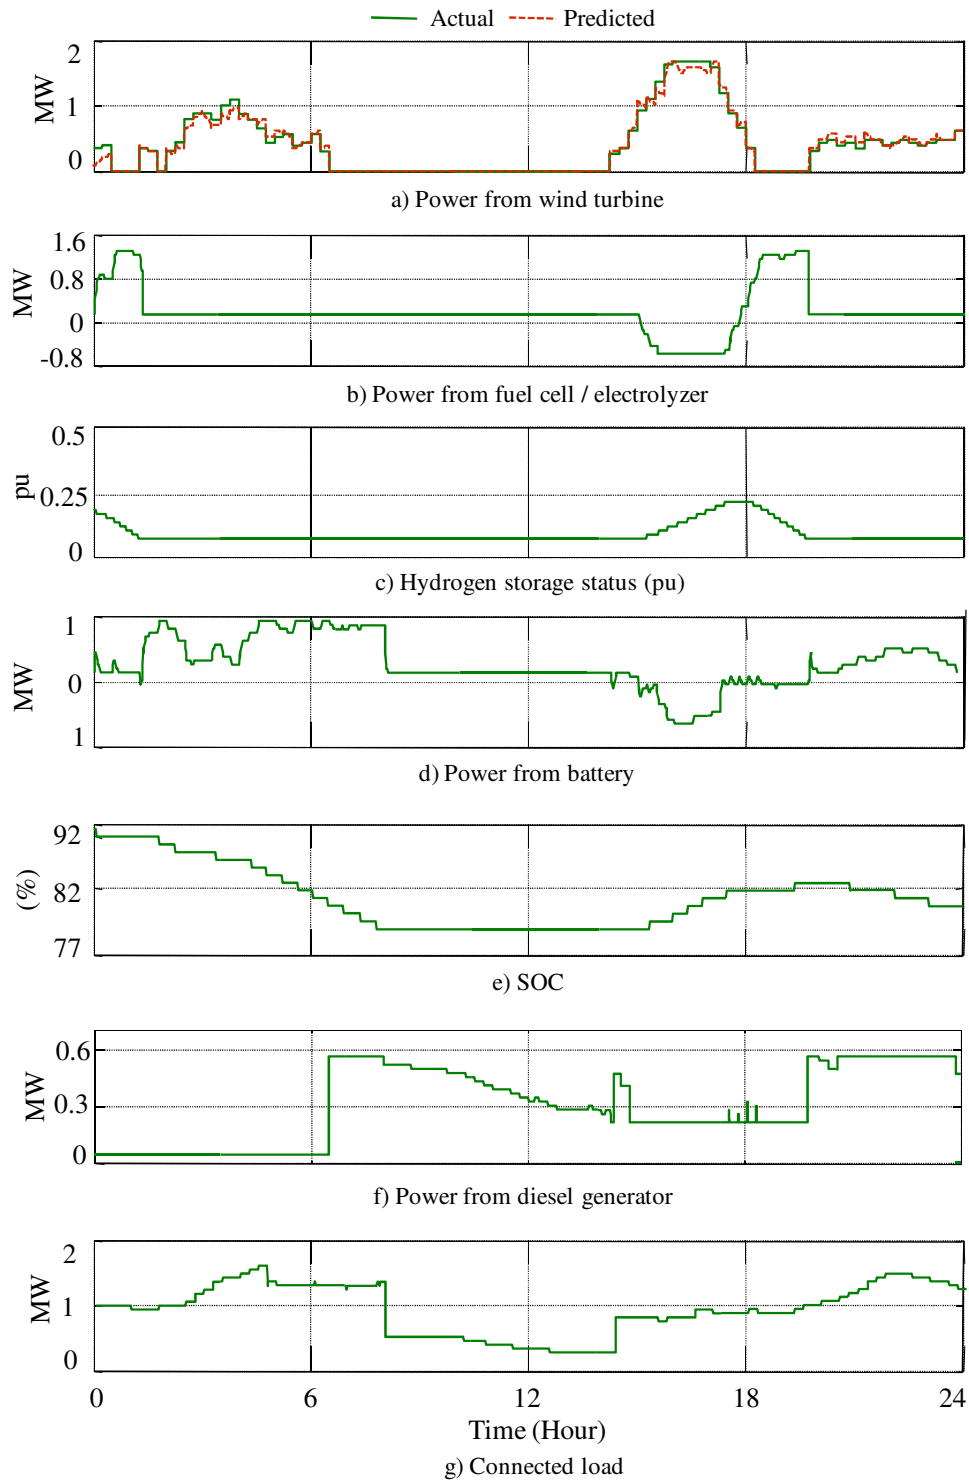 Actual Predicted
2
1
0
MW
a) Power from wind turbine
1.6
0.8
0
-0.8
MW
b) Power from fuel cell / electrolyzer
0.5
0.25
0
pu
c) Hydrogen storage status (pu)
1
0
1
MW
d) Power from battery
92
82
77
(%)
e) SOC
0.6
0.3
0
MW
f) Power from diesel generator
2
1
0
MW
0 6 12 18 24
Time (Hour)
g) Connected load